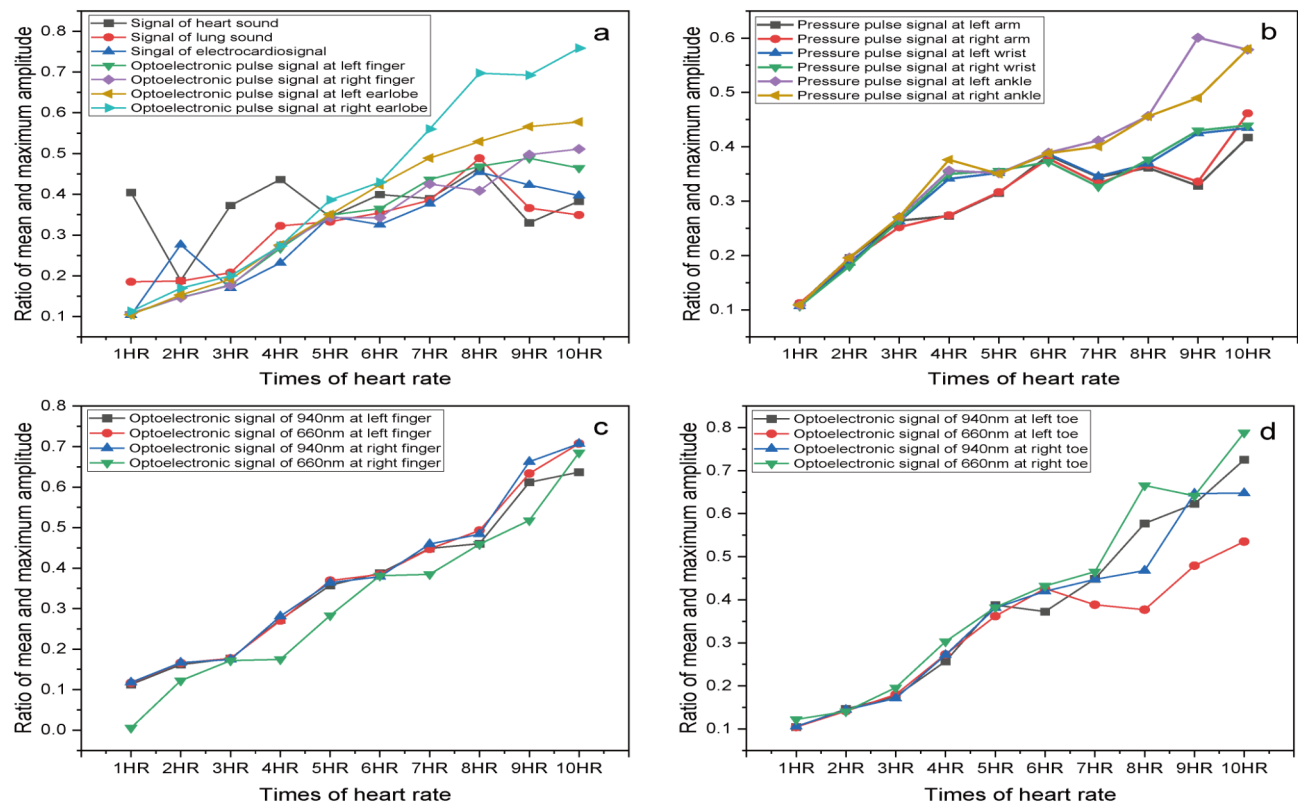 a
Signal of heart sound
Signal of lung sound
Singal of electrocardiosignal
Optoelectronic pulse signal at left finger
Optoelectronic pulse signal at right finger
Optoelectronic pulse signal at left earlobe
Optoelectronic pulse signal at right earlobe
Ratio of mean and maximum amplitude
0.8
0.7
0.6
0.5
0.4
0.3
0.2
0.1
1HR 2HR 3HR 4HR 5HR 6HR 7HR 8HR 9HR 10HR
Times of heart rate
b
Pressure pulse signal at left arm
Pressure pulse signal at right arm
Pressure pulse signal at left wrist
Pressure pulse signal at right wrist
Pressure pulse signal at left ankle
Pressure pulse signal at right ankle
Ratio of mean and maximum amplitude
0.6
0.5
0.4
0.3
0.2
0.1
1HR 2HR 3HR 4HR 5HR 6HR 7HR 8HR 9HR 10HR
Times of heart rate
c
Optoelectronic signal of 940nm at left finger
Optoelectronic signal of 660nm at left finger
Optoelectronic signal of 940nm at right finger
Optoelectronic signal of 660nm at right finger
Ratio of mean and maximum amplitude
0.8
0.7
0.6
0.5
0.4
0.3
0.2
0.1
0.0
1HR 2HR 3HR 4HR 5HR 6HR 7HR 8HR 9HR 10HR
Times of heart rate
d
Optoelectronic signal of 940nm at left toe
Optoelectronic signal of 660nm at left toe
Optoelectronic signal of 940nm at right toe
Optoelectronic signal of 660nm at right toe
Ratio of mean and maximum amplitude
0.8
0.7
0.6
0.5
0.4
0.3
0.2
0.1
1HR 2HR 3HR 4HR 5HR 6HR 7HR 8HR 9HR 10HR
Times of heart rate